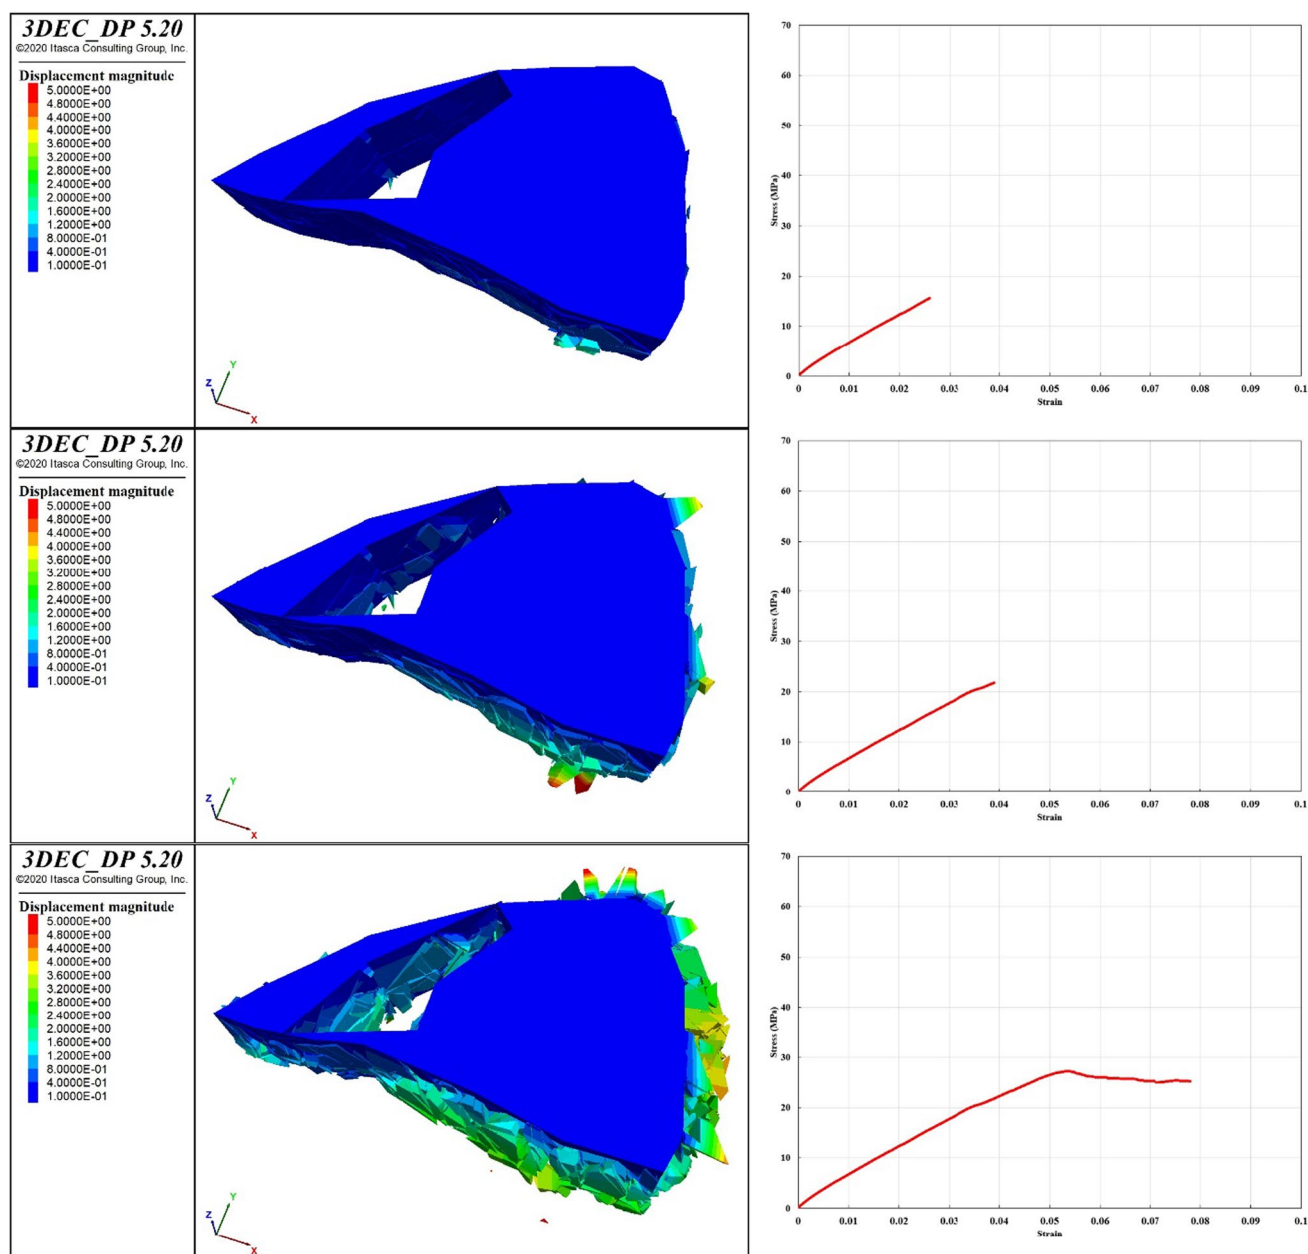 3DEC_DP 5.20
©2020 Itasca Consulting Group, Inc.
Displacement magnitude
5.0000E+00
4.8000E+00
4.4000E+00
4.0000E+00
3.6000E+00
3.2000E+00
2.8000E+00
2.4000E+00
2.0000E+00
1.6000E+00
1.2000E+00
8.0000E-01
4.0000E-01
1.0000E-01
Z
Y
X
Stress (MPa)
70
60
50
40
30
20
10
0
0 0.01 0.02 0.03 0.04 0.05 0.06 0.07 0.08 0.09 0.1
Strain
3DEC_DP 5.20
©2020 Itasca Consulting Group, Inc.
Displacement magnitude
5.0000E+00
4.8000E+00
4.4000E+00
4.0000E+00
3.6000E+00
3.2000E+00
2.8000E+00
2.4000E+00
2.0000E+00
1.6000E+00
1.2000E+00
8.0000E-01
4.0000E-01
1.0000E-01
Z
Y
X
Stress (MPa)
70
60
50
40
30
20
10
0
0 0.01 0.02 0.03 0.04 0.05 0.06 0.07 0.08 0.09 0.1
Strain
3DEC_DP 5.20
©2020 Itasca Consulting Group, Inc.
Displacement magnitude
5.0000E+00
4.8000E+00
4.4000E+00
4.0000E+00
3.6000E+00
3.2000E+00
2.8000E+00
2.4000E+00
2.0000E+00
1.6000E+00
1.2000E+00
8.0000E-01
4.0000E-01
1.0000E-01
Z
Y
X
Stress (MPa)
70
60
50
40
30
20
10
0
0 0.01 0.02 0.03 0.04 0.05 0.06 0.07 0.08 0.09 0.1
Strain